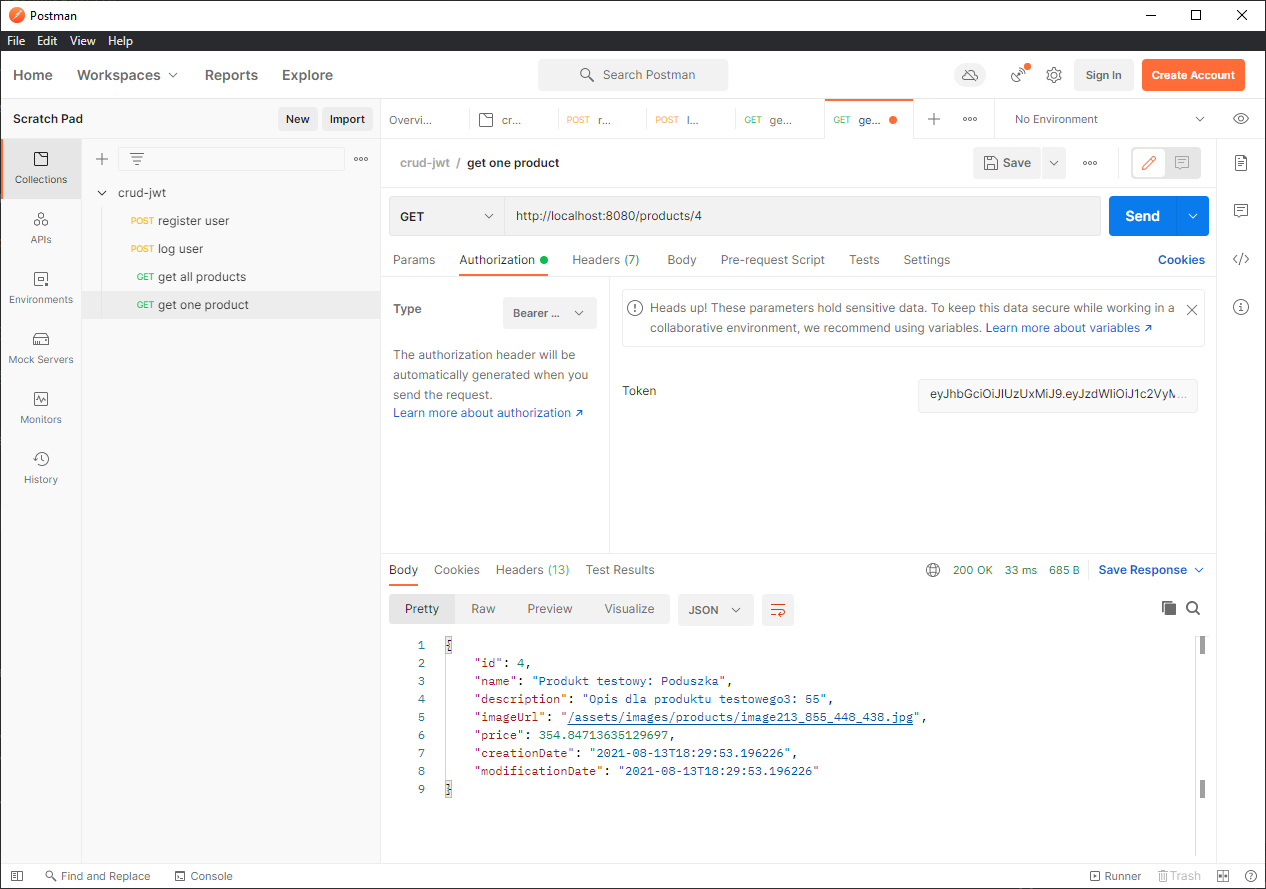 Postman
File Edit View Help
Home Workspaces Reports Explore Search Postman Sign In Create Account
Scratch Pad New Import
Overvi... cr... POST r... POST l... GET ge... GET ge... No Environment
Collections
APIs
Environments
Mock Servers
Monitors
History
crud-jwt
POST register user
POST log user
GET get all products
GET get one product
crud-jwt / get one product Save
GET http://localhost:8080/products/4 Send
Params Authorization Headers (7) Body Pre-request Script Tests Settings Cookies
Type Bearer ...
The authorization header will be
automatically generated when you
send the request.
Learn more about authorization ↗
Heads up! These parameters hold sensitive data. To keep this data secure while working in a
collaborative environment, we recommend using variables. Learn more about variables ↗
Token eyJhbGciOiJIUzUxMiJ9.eyJzdWIiOiJ1c2VyM...
Body Cookies Headers (13) Test Results 200 OK 33 ms 685 B Save Response
Pretty Raw Preview Visualize JSON
1 {
2 "id": 4,
3 "name": "Produkt testowy: Poduszka",
4 "description": "Opis dla produktu testowego3: 55",
5 "imageUrl": "/assets/images/products/image213_855_448_438.jpg",
6 "price": 354.84713635129697,
7 "creationDate": "2021-08-13T18:29:53.196226",
8 "modificationDate": "2021-08-13T18:29:53.196226"
9 }
Find and Replace Console Runner Trash